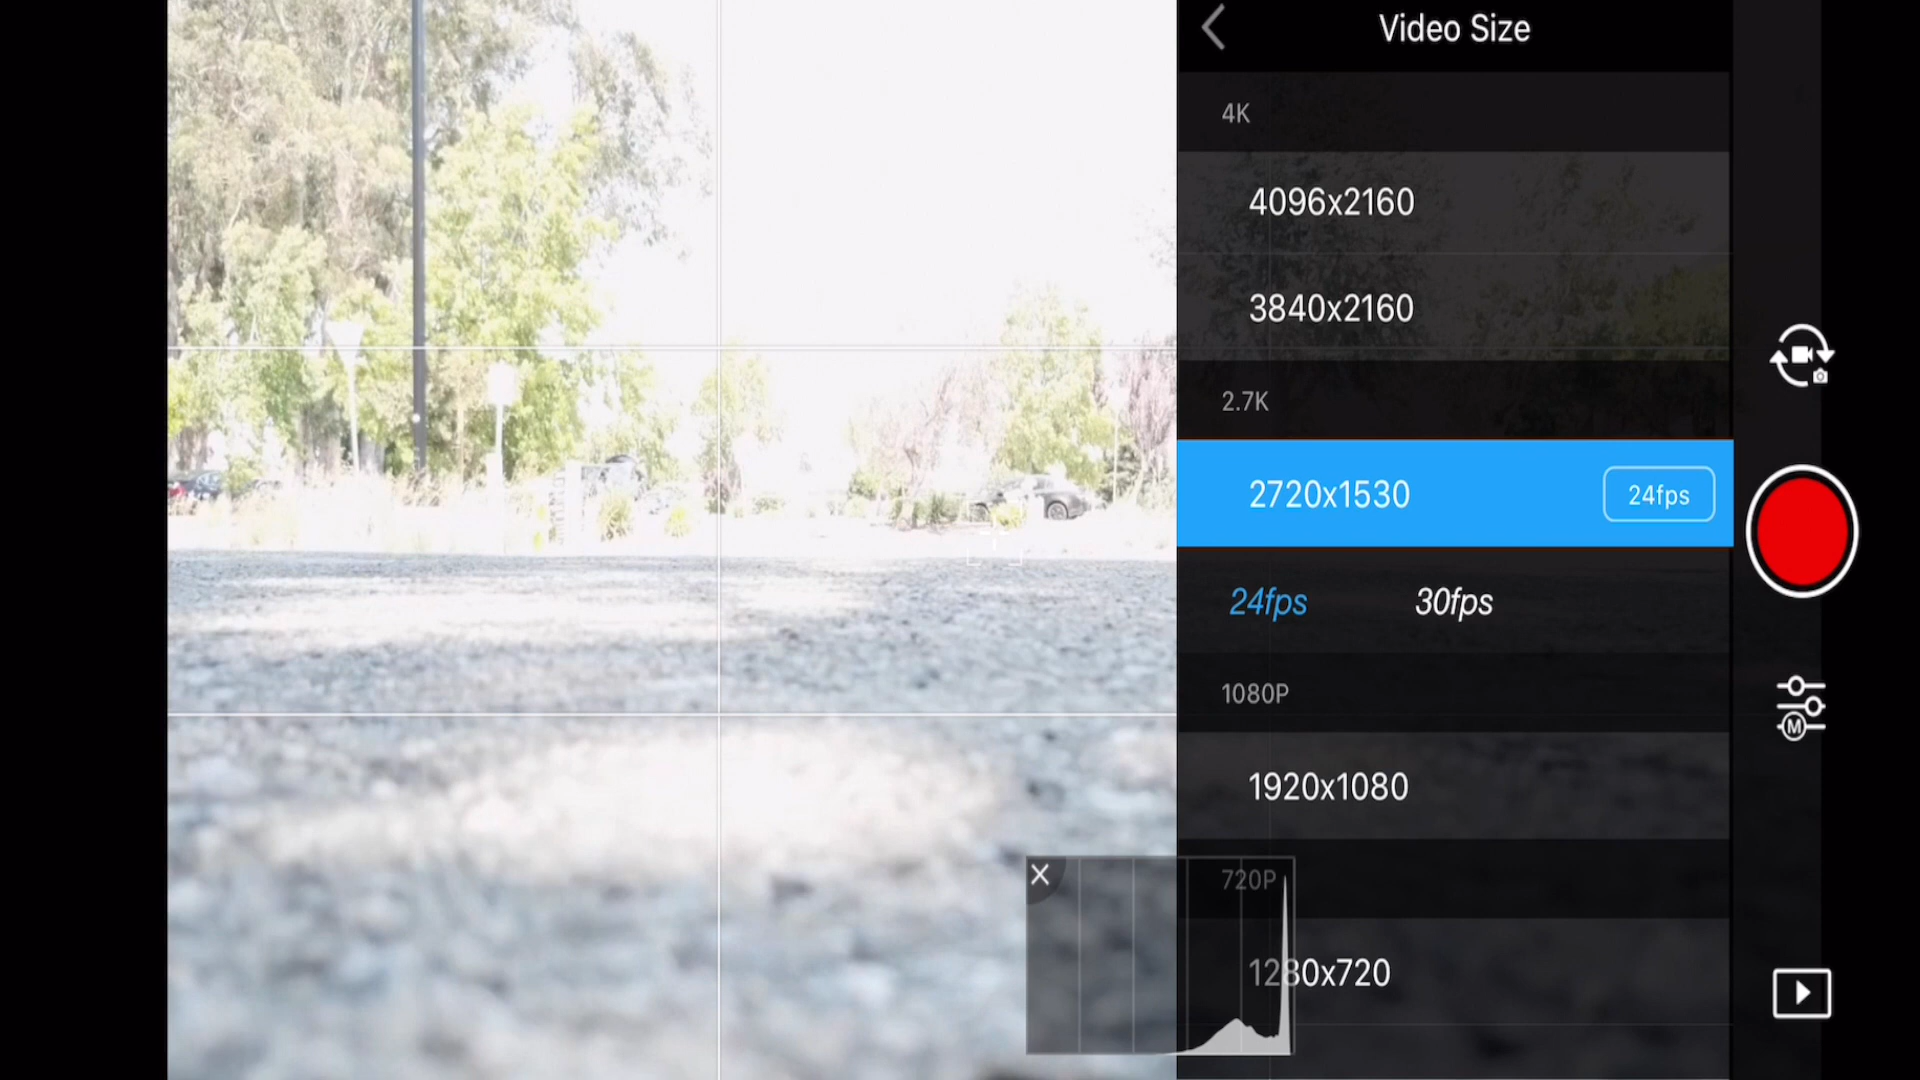 Video Size
4K
4096x2160
3840x2160
2.7K
2720x1530 24fps
24fps 30fps
1080P
1920x1080
720P
1280x720
M